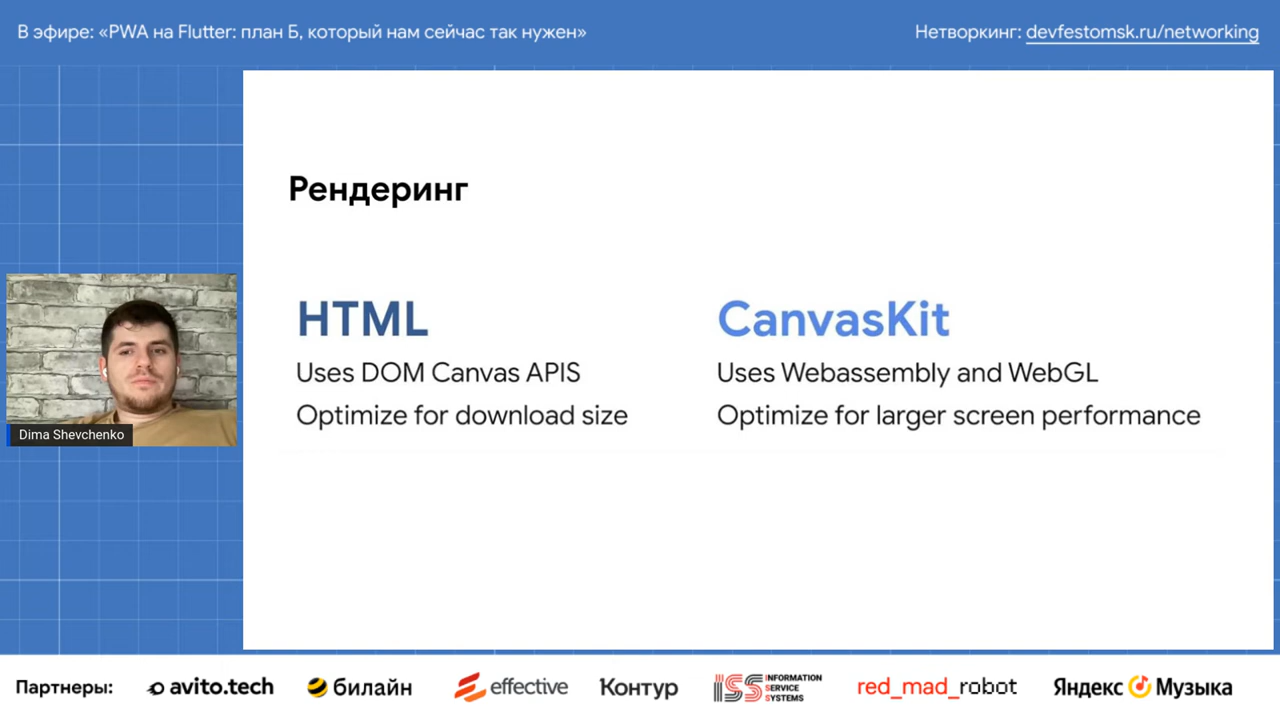 В эфире: «PWA на Flutter: план Б, который нам сейчас так нужен»
Нетворкинг: devfestomsk.ru/networking
Рендеринг
HTML
Uses DOM Canvas APIS
Optimize for download size
CanvasKit
Uses Webassembly and WebGL
Optimize for larger screen performance
Dima Shevchenko
Партнеры:
avito.tech
билайн
effective
Контур
ISS INFORMATION
SERVICE
SYSTEMS
red_mad_robot
Яндекс Музыка